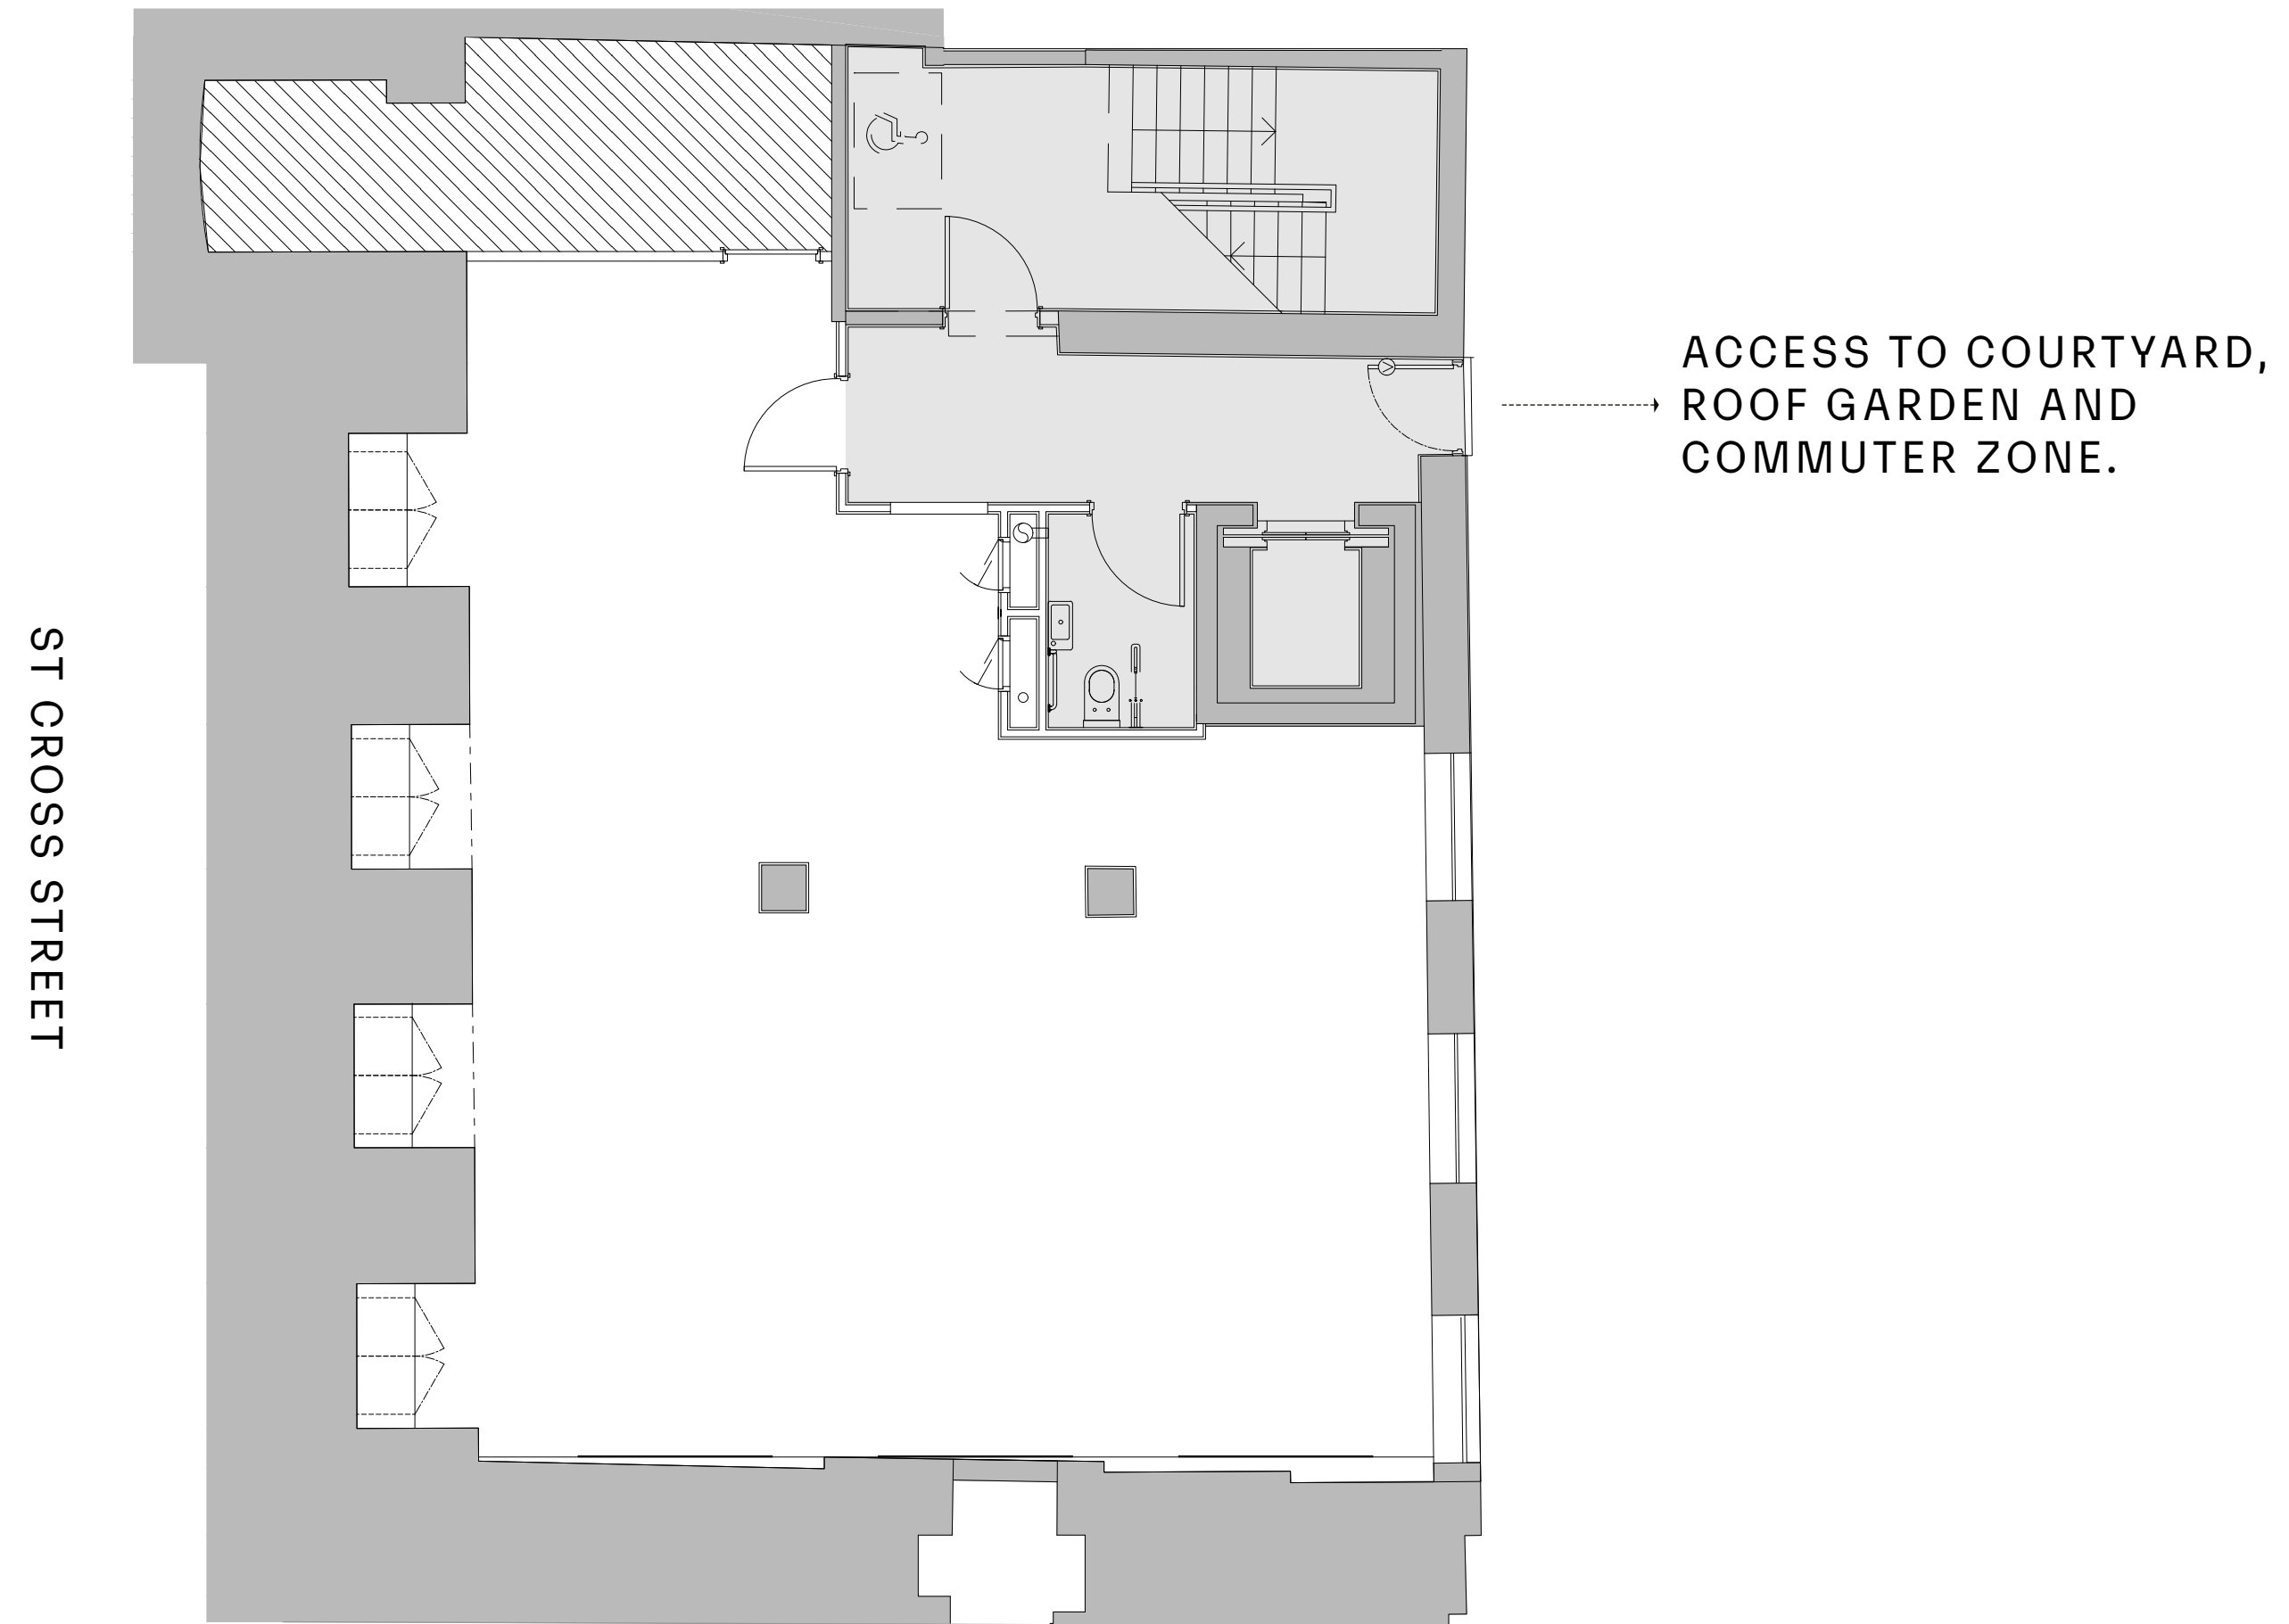 ST CROSS STREET
ACCESS TO COURTYARD,
ROOF GARDEN AND
COMMUTER ZONE.